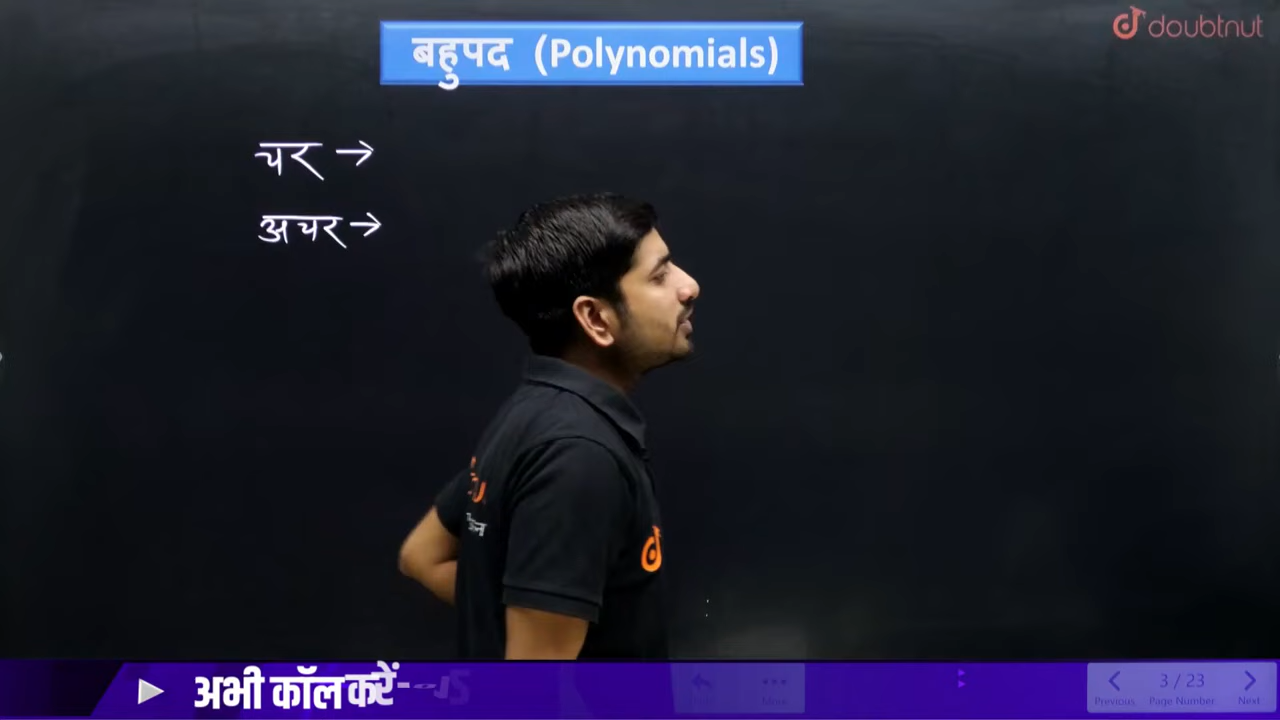 doubtnut
बहुपद (Polynomials)
चर →
अचर →
अभी कॉल करें-
3 / 23
Previous Page Number Next